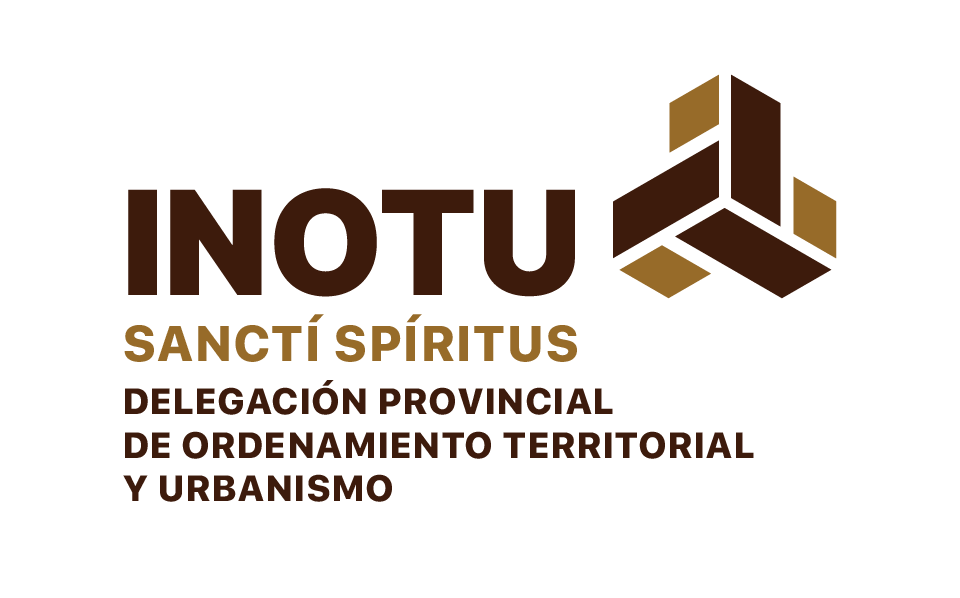 INOTU
SANCTÍ SPÍRITUS
DELEGACIÓN PROVINCIAL
DE ORDENAMIENTO TERRITORIAL
Y URBANISMO